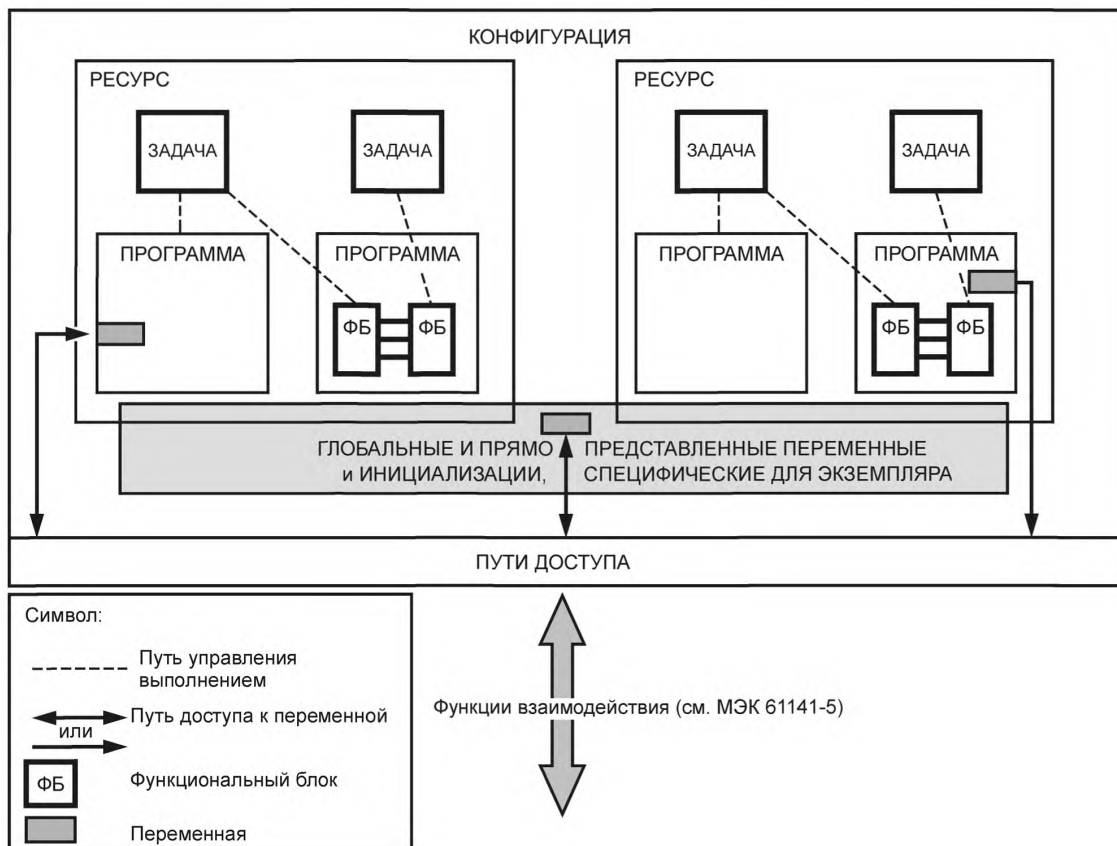 КОНФИГУРАЦИЯ
РЕСУРС
РЕСУРС
ЗАДАЧА
ЗАДАЧА
ЗАДАЧА
ЗАДАЧА
ПРОГРАММА
ПРОГРАММА
ПРОГРАММА
ПРОГРАММА
ФБ
ФБ
ФБ
ФБ
ГЛОБАЛЬНЫЕ И ПРЯМО ПРЕДСТАВЛЕННЫЕ ПЕРЕМЕННЫЕ
и ИНИЦИАЛИЗАЦИИ, СПЕЦИФИЧЕСКИЕ ДЛЯ ЭКЗЕМПЛЯРА
ПУТИ ДОСТУПА
Символ:
Путь управления
выполнением
Путь доступа к переменной
или
ФБ
Функциональный блок
Переменная
Функции взаимодействия (см. МЭК 61141-5)